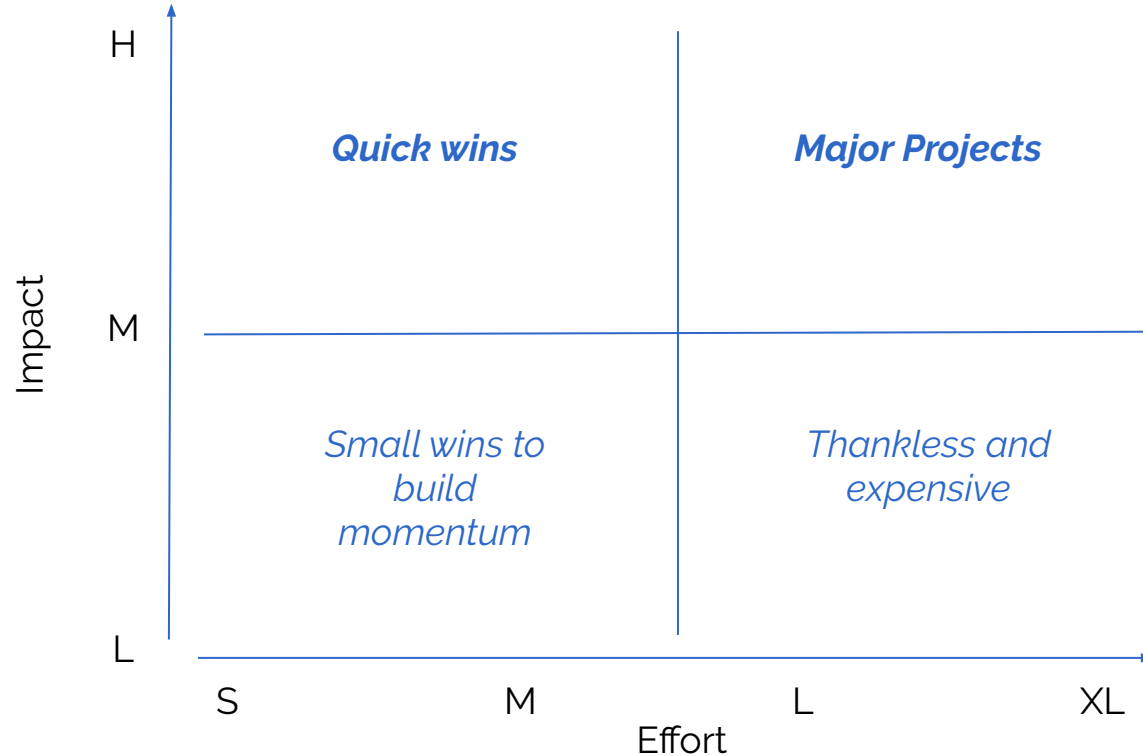 H
Quick wins
Major Projects
Impact
M
Small wins to
build
momentum
Thankless and
expensive
L
S
M
L
XL
Effort